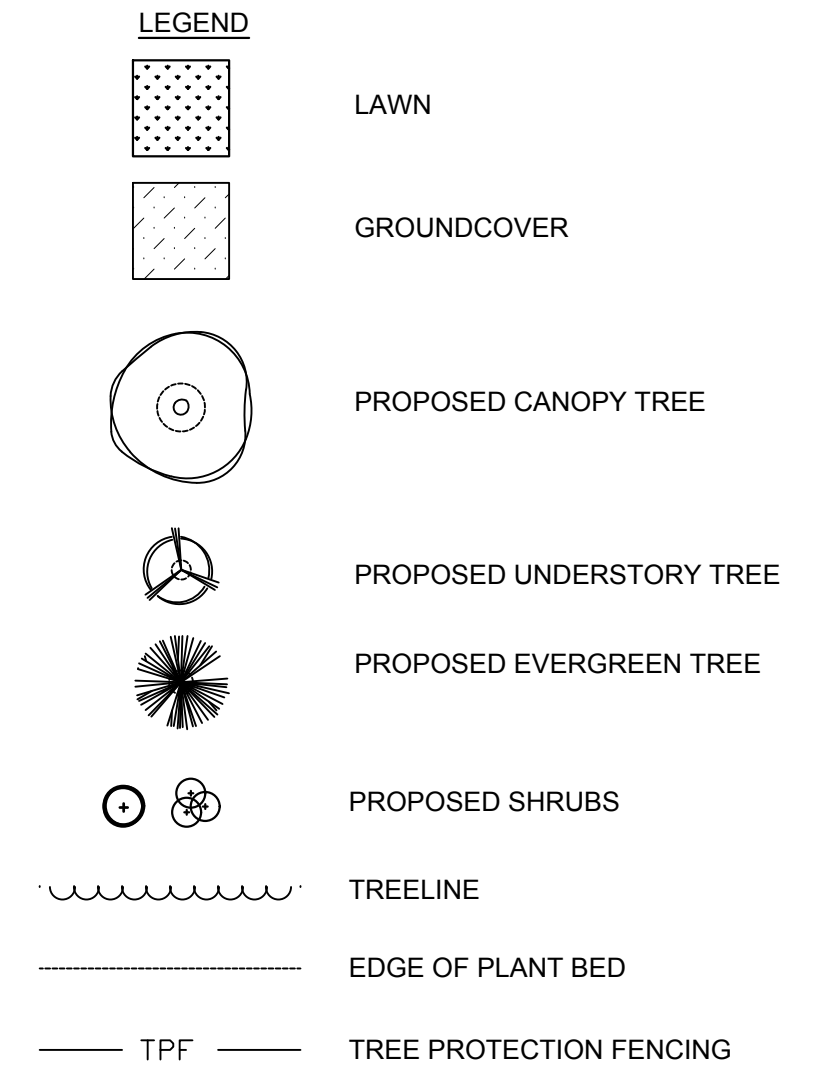 LEGEND
LAWN
GROUNDCOVER
PROPOSED CANOPY TREE
PROPOSED UNDERSTORY TREE
PROPOSED EVERGREEN TREE
PROPOSED SHRUBS
TREELINE
EDGE OF PLANT BED
TPF TREE PROTECTION FENCING